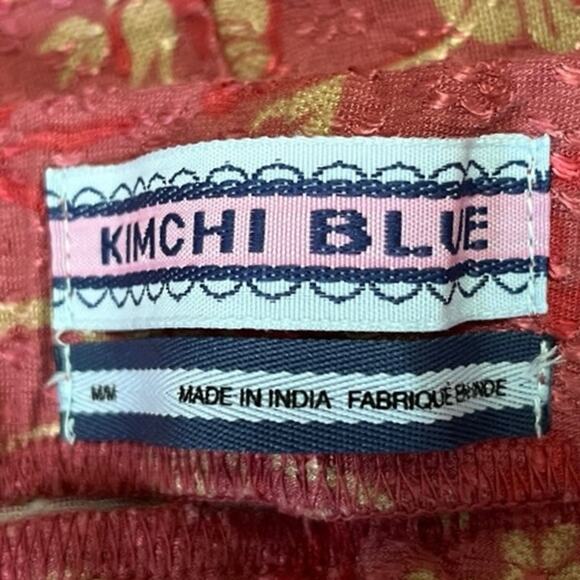 KIMCHI BLUE
M/M MADE IN INDIA FABRIQUÉ EN INDE